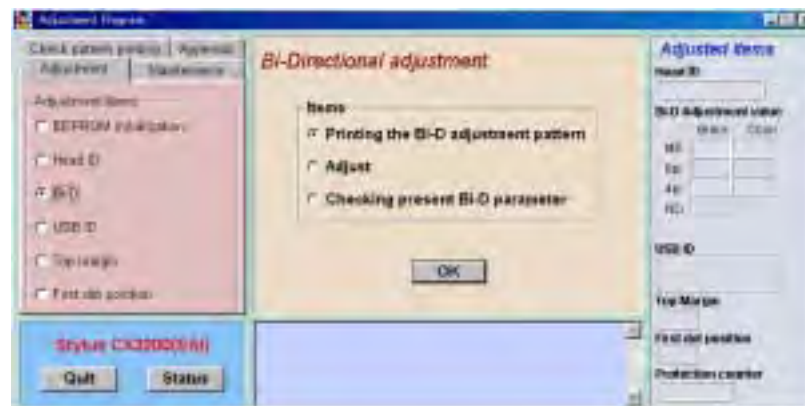 Adjustment Program
Check pattern printing
Appendix
Adjustment
Maintenance
Adjustment Items
EEPROM initialization
Head ID
Bi-D
USB ID
Top margin
First dot position
Bi-Directional adjustment
Items
Printing the Bi-D adjustment pattern
Adjust
Checking present Bi-D parameter
OK
Stylus
Quit
Status
Adjusted items
Head ID
Bi-D Adjustment value
Black Color
USB ID
Top Margin
First dot position
Protection counter